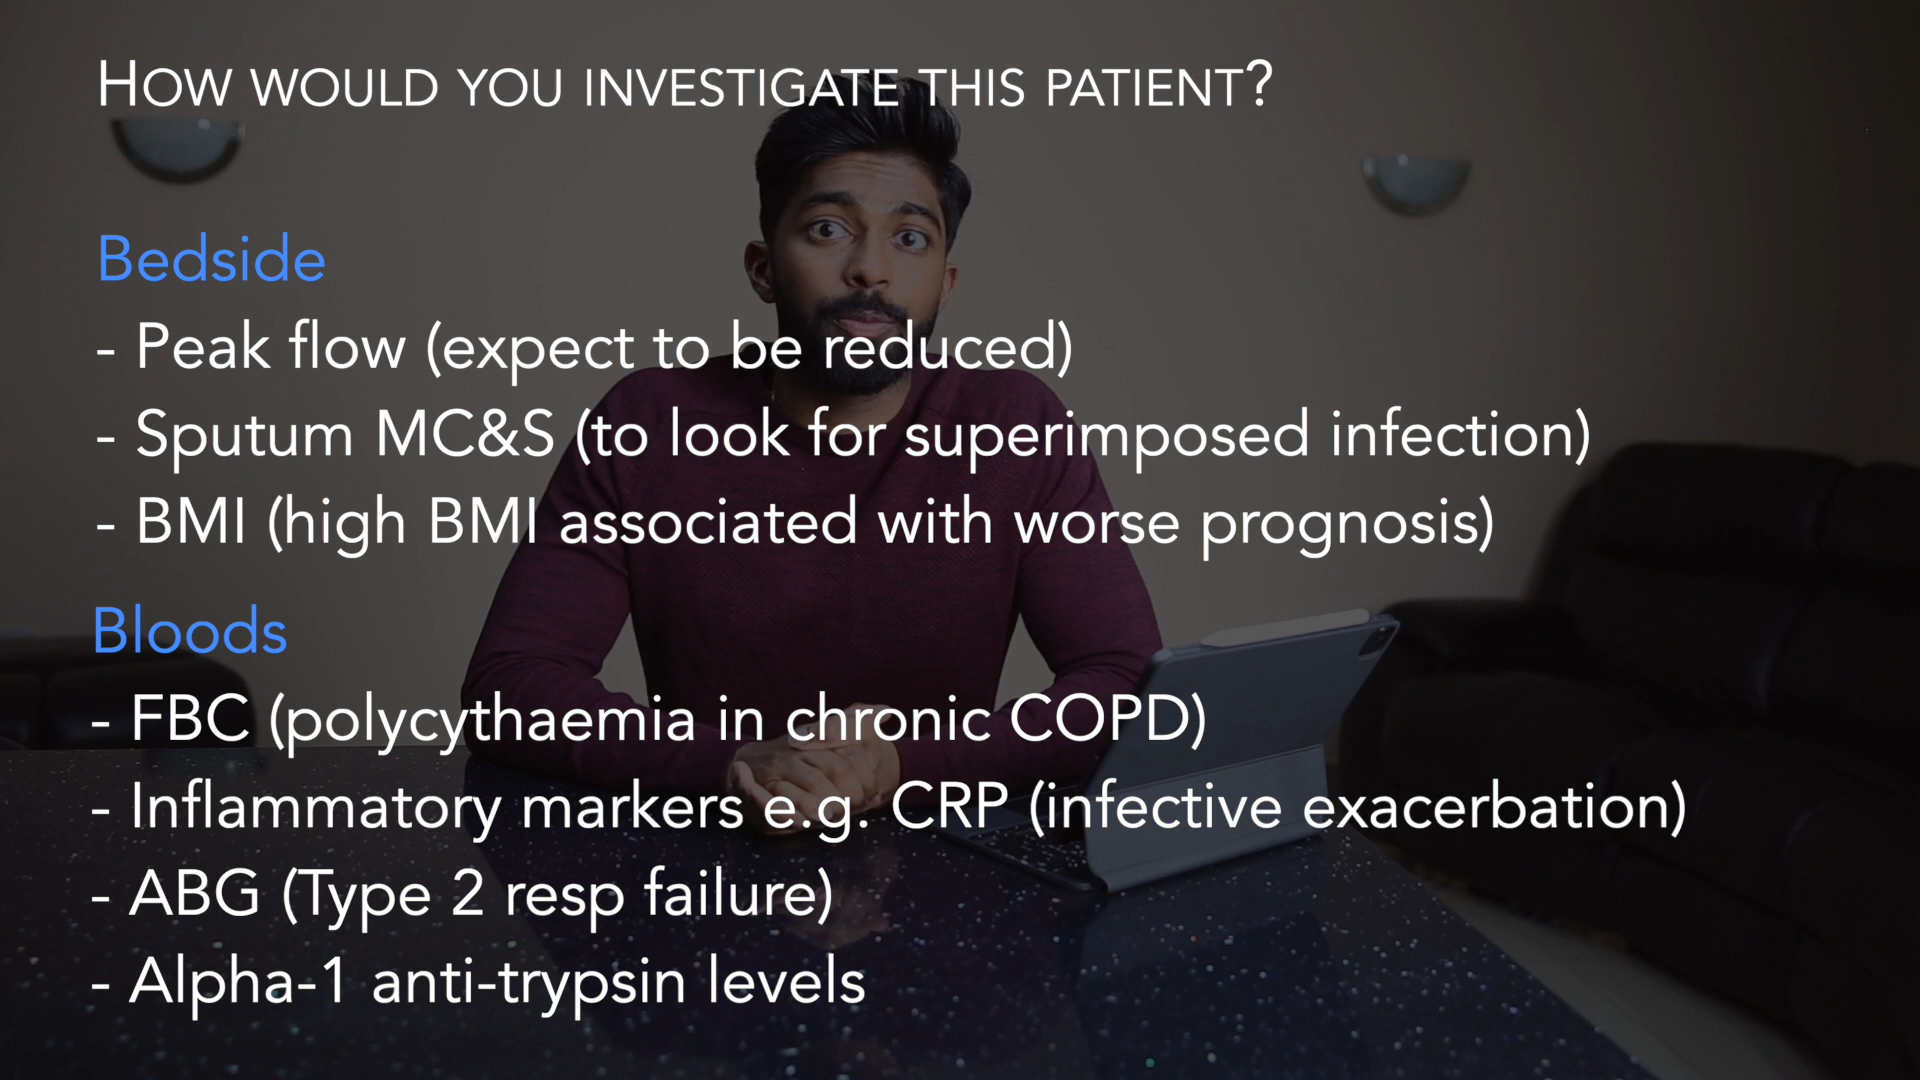 How would you investigate this patient?
Bedside
- Peak flow (expect to be reduced)
- Sputum MC&S (to look for superimposed infection)
- BMI (high BMI associated with worse prognosis)
Bloods
- FBC (polycythaemia in chronic COPD)
- Inflammatory markers e.g. CRP (infective exacerbation)
- ABG (Type 2 resp failure)
- Alpha-1 anti-trypsin levels